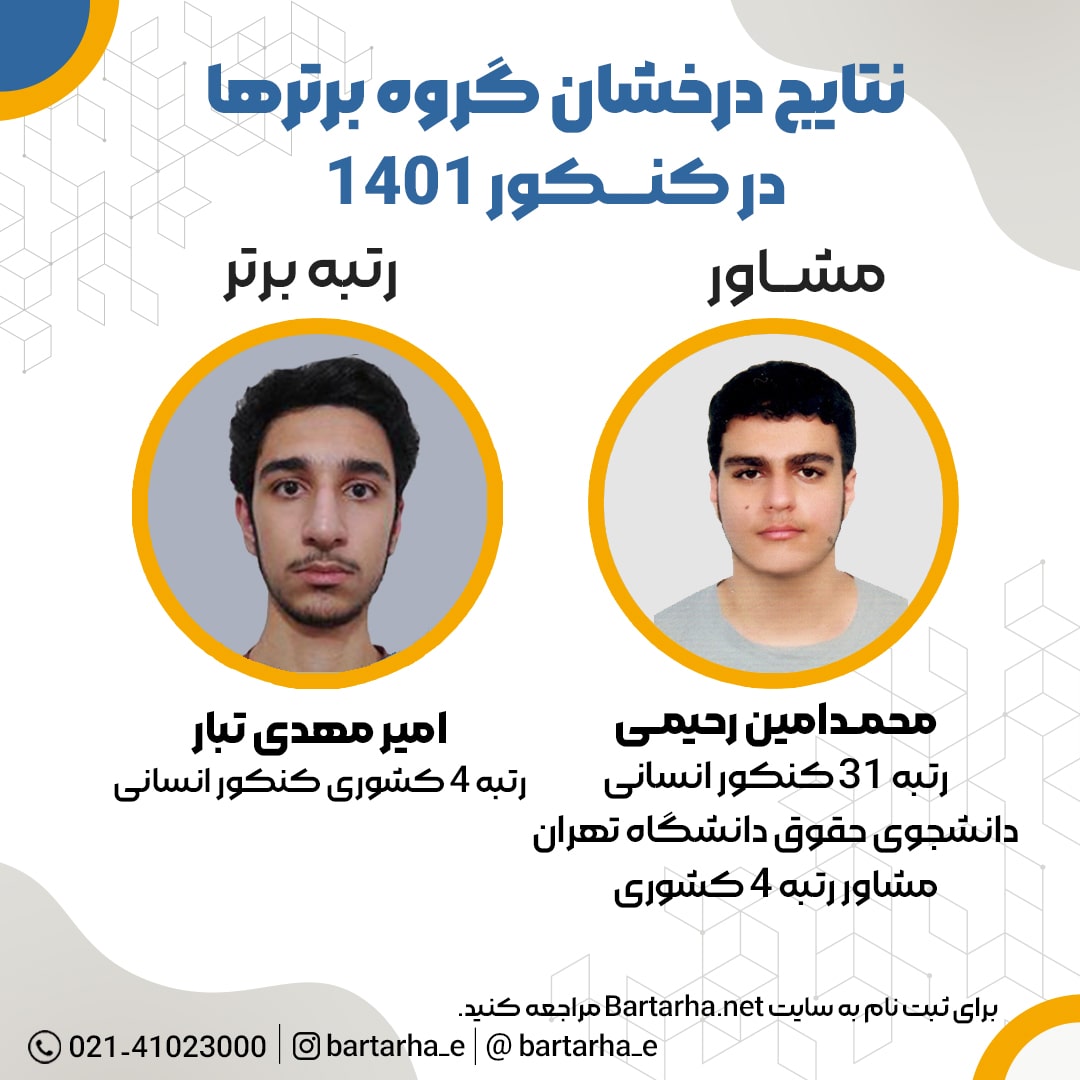 نتایج درخشان گروه برترها
در کنـــکور 1401
مشـــاور
رتبه برتر
محمدامین رحیمی
رتبه 31 کنکور انسانی
دانشجوی حقوق دانشگاه تهران
مشاور رتبه 4 کشوری
امیر مهدی تبار
رتبه 4 کشوری کنکور انسانی
برای ثبت نام به سایت Bartarha.net مراجعه کنید.
021-41023000 | bartarha_e | @ bartarha_e